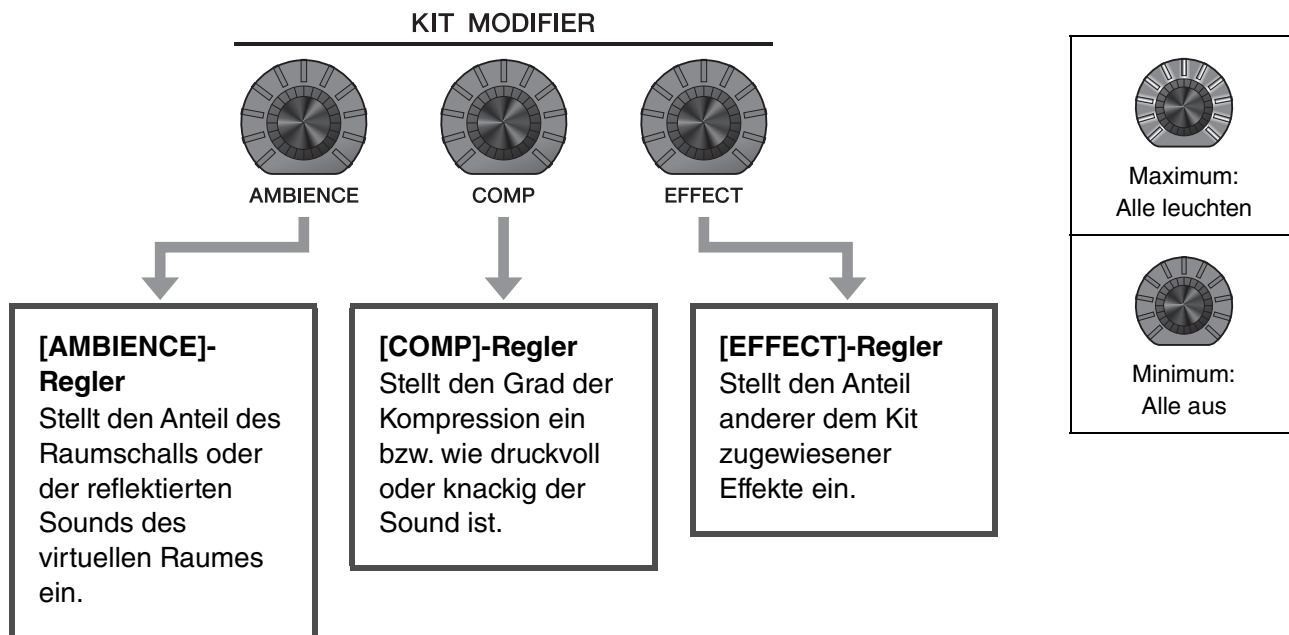 KIT MODIFIER
AMBIENCE
COMP
EFFECT
[AMBIENCE]-
Regler
Stellt den Anteil des
Raumschalls oder
der reflektierten
Sounds des
virtuellen Raumes
ein.
[COMP]-Regler
Stellt den Grad der
Kompression ein
bzw. wie druckvoll
oder knackig der
Sound ist.
[EFFECT]-Regler
Stellt den Anteil
anderer dem Kit
zugewiesener
Effekte ein.
Maximum:
Alle leuchten
Minimum:
Alle aus